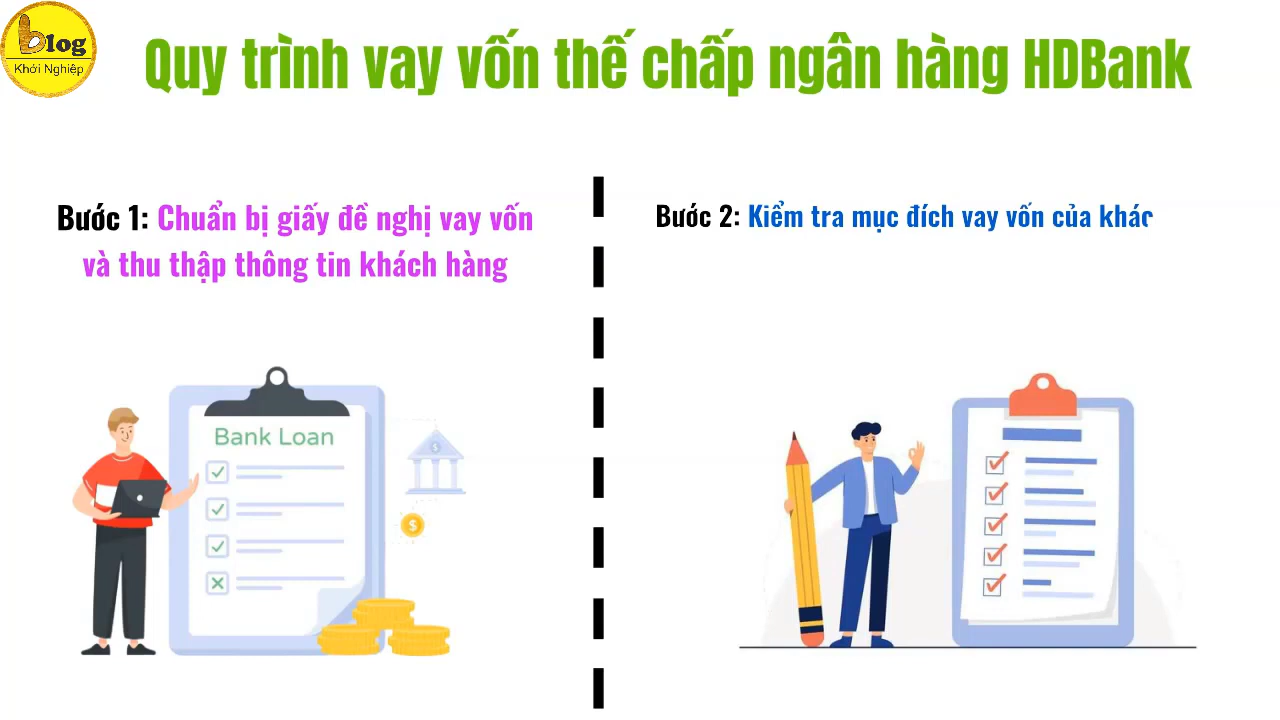 blog
Khởi Nghiệp
Quy trình vay vốn thế chấp ngân hàng HDBank
Bước 1: Chuẩn bị giấy đề nghị vay vốn
và thu thập thông tin khách hàng
Bước 2: Kiểm tra mục đích vay vốn của khác
Bank Loan
$
$